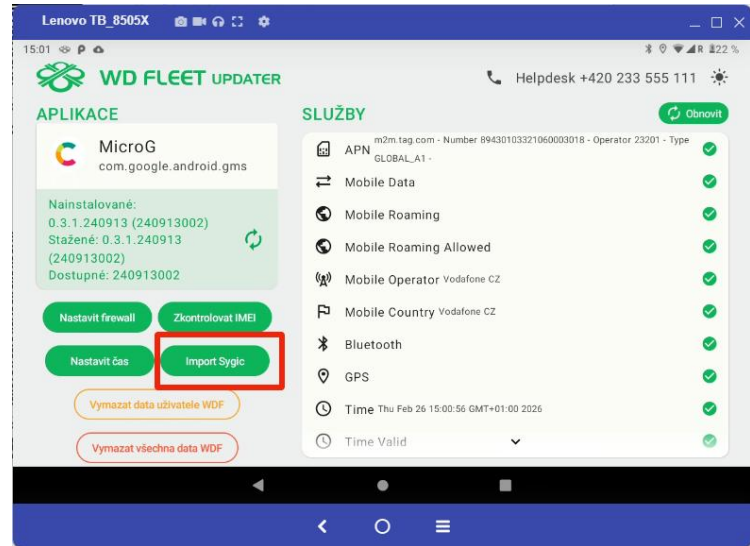 Lenovo TB_8505X
15:01
R 22 %
WD FLEET UPDATER
Helpdesk +420 233 555 111
APLIKACE
SLUŽBY
Obnovit
MicroG
com.google.android.gms
Nainstalované:
0.3.1.240913 (240913002)
Stažené: 0.3.1.240913
(240913002)
Dostupné: 240913002
Nastavit firewall
Zkontrolovat IMEI
Nastavit čas
Import Sygic
Vymazat data uživatele WDF
Vymazat všechna data WDF
APN m2m.tag.com - Number 89430103321060003018 - Operator 23201 - Type
GLOBAL_A1 -
Mobile Data
Mobile Roaming
Mobile Roaming Allowed
Mobile Operator Vodafone CZ
Mobile Country Vodafone CZ
Bluetooth
GPS
Time Thu Feb 26 15:00:56 GMT+01:00 2026
Time Valid